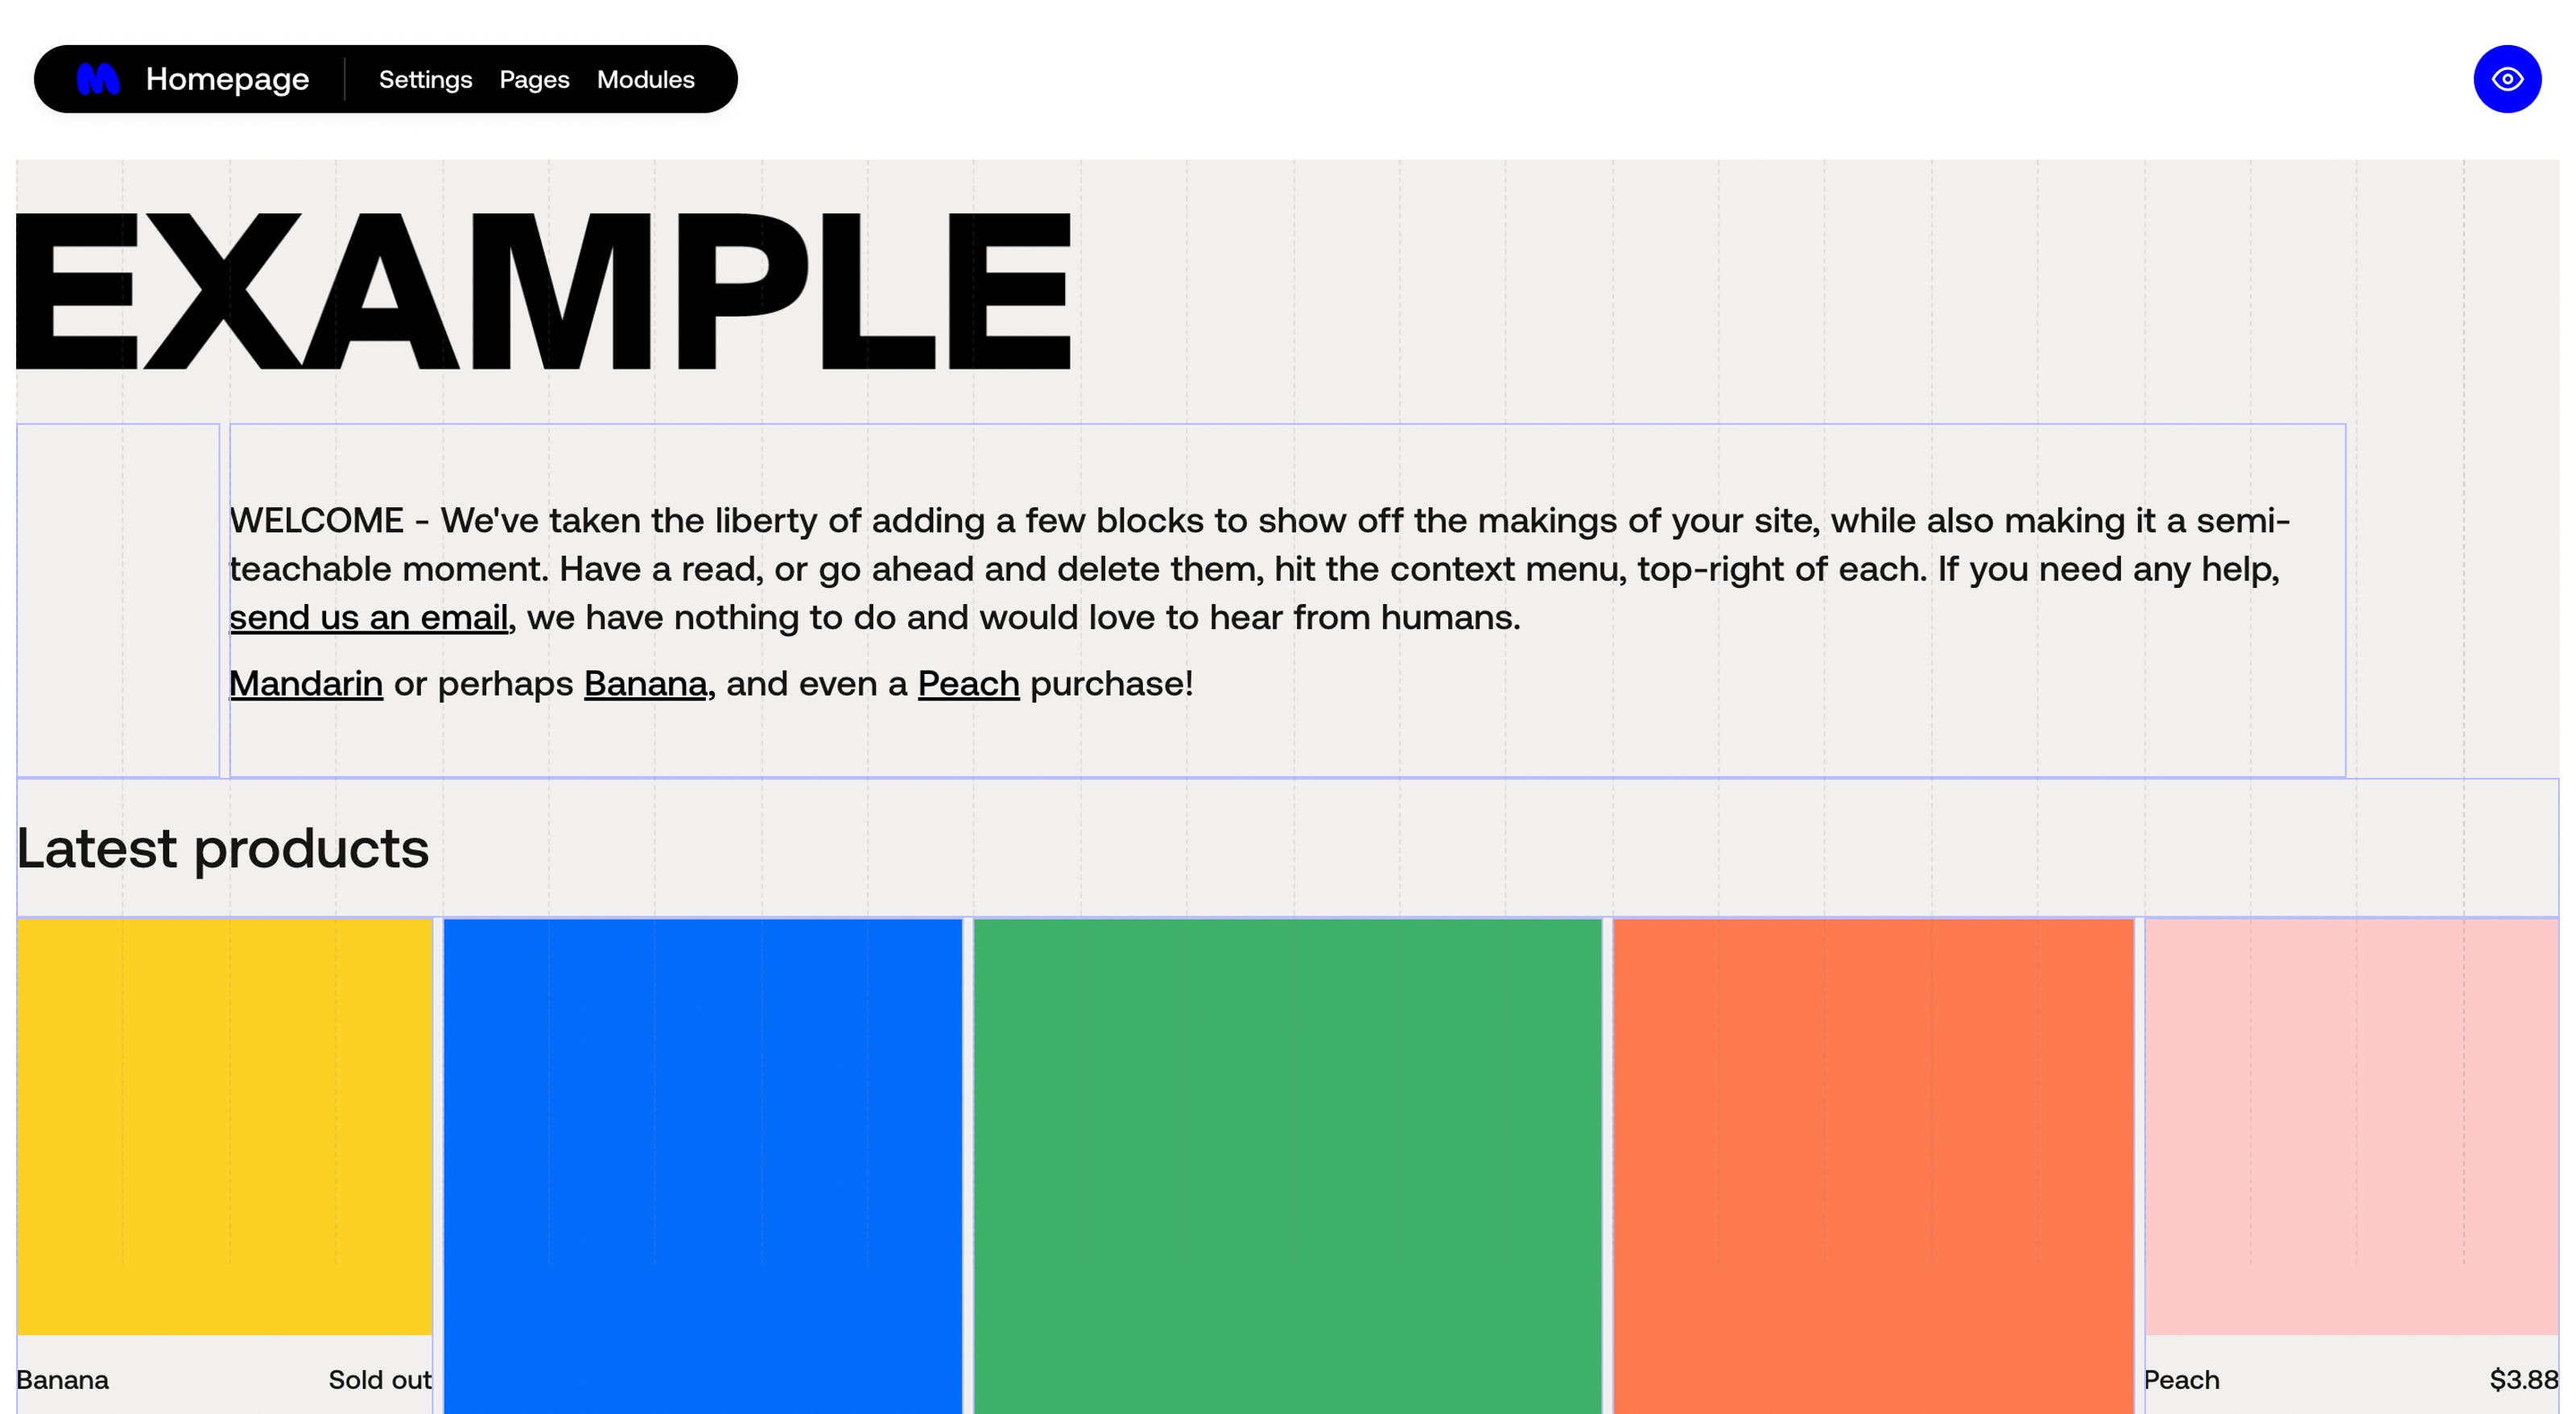 Homepage
Settings Pages Modules
EXAMPLE
WELCOME - We've taken the liberty of adding a few blocks to show off the makings of your site, while also making it a semi-
teachable moment. Have a read, or go ahead and delete them, hit the context menu, top-right of each. If you need any help,
send us an email, we have nothing to do and would love to hear from humans.
Mandarin or perhaps Banana, and even a Peach purchase!
Latest products
Banana Sold out
Peach $3.88